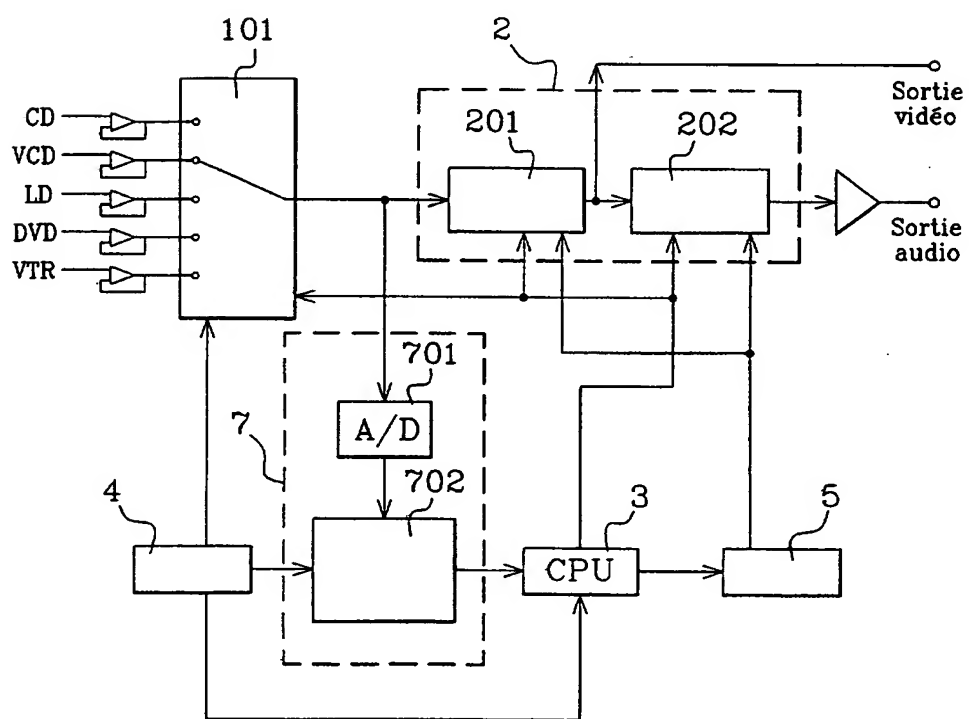 101
2
CD
VCD
LD
DVD
VTR
201
202
Sortie
vidéo
Sortie
audio
701
A/D
7
702
4
3
CPU
5